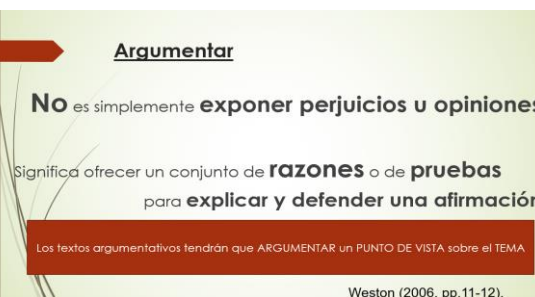 Argumentar
No es simplemente exponer perjuicios u opiniones
Significa ofrecer un conjunto de razones o de pruebas
para explicar y defender una afirmación
Los textos argumentativos tendrán que ARGUMENTAR un PUNTO DE VISTA sobre el TEMA
Weston (2006, pp.11-12).